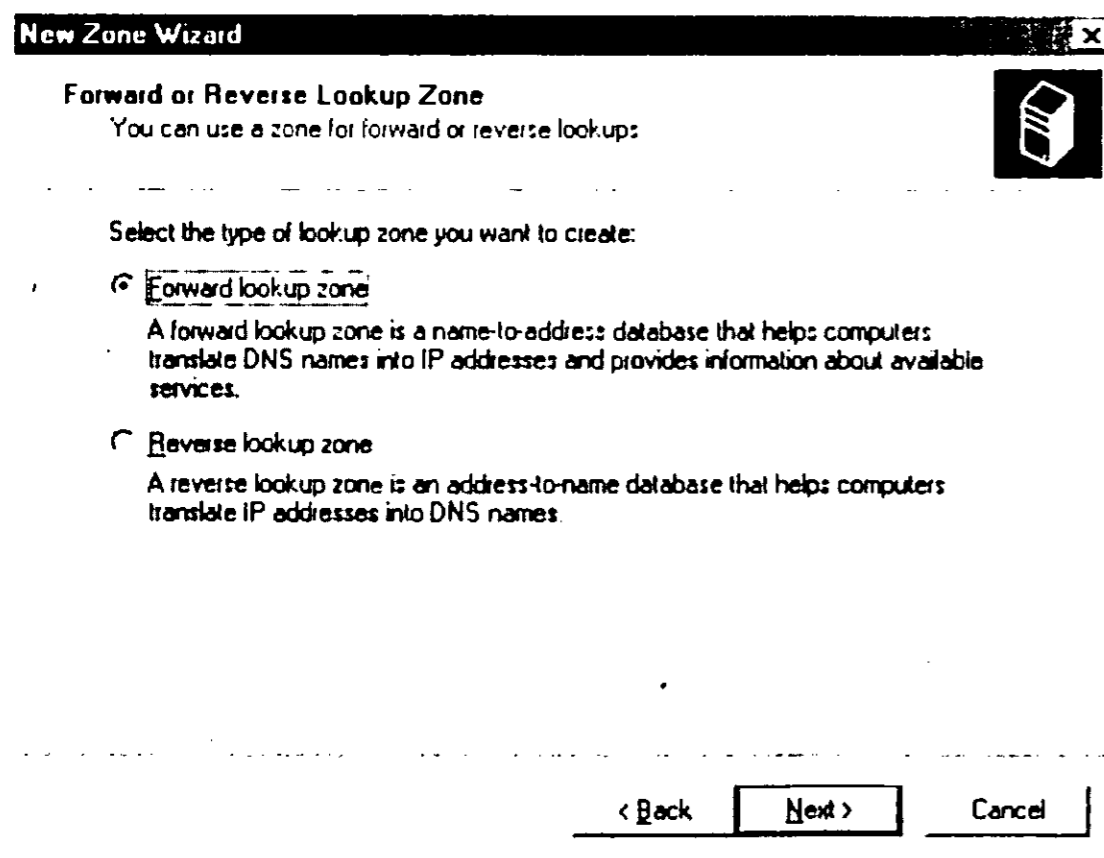 New Zone Wizard
Forward or Reverse Lookup Zone
You can use a zone for forward or reverse lookups
Select the type of lookup zone you want to create:
Forward lookup zone
A forward lookup zone is a name-to-address database that helps computers
translate DNS names into IP addresses and provides information about available
services.
Reverse lookup zone
A reverse lookup zone is an address-to-name database that helps computers
translate IP addresses into DNS names.
< Back Next > Cancel